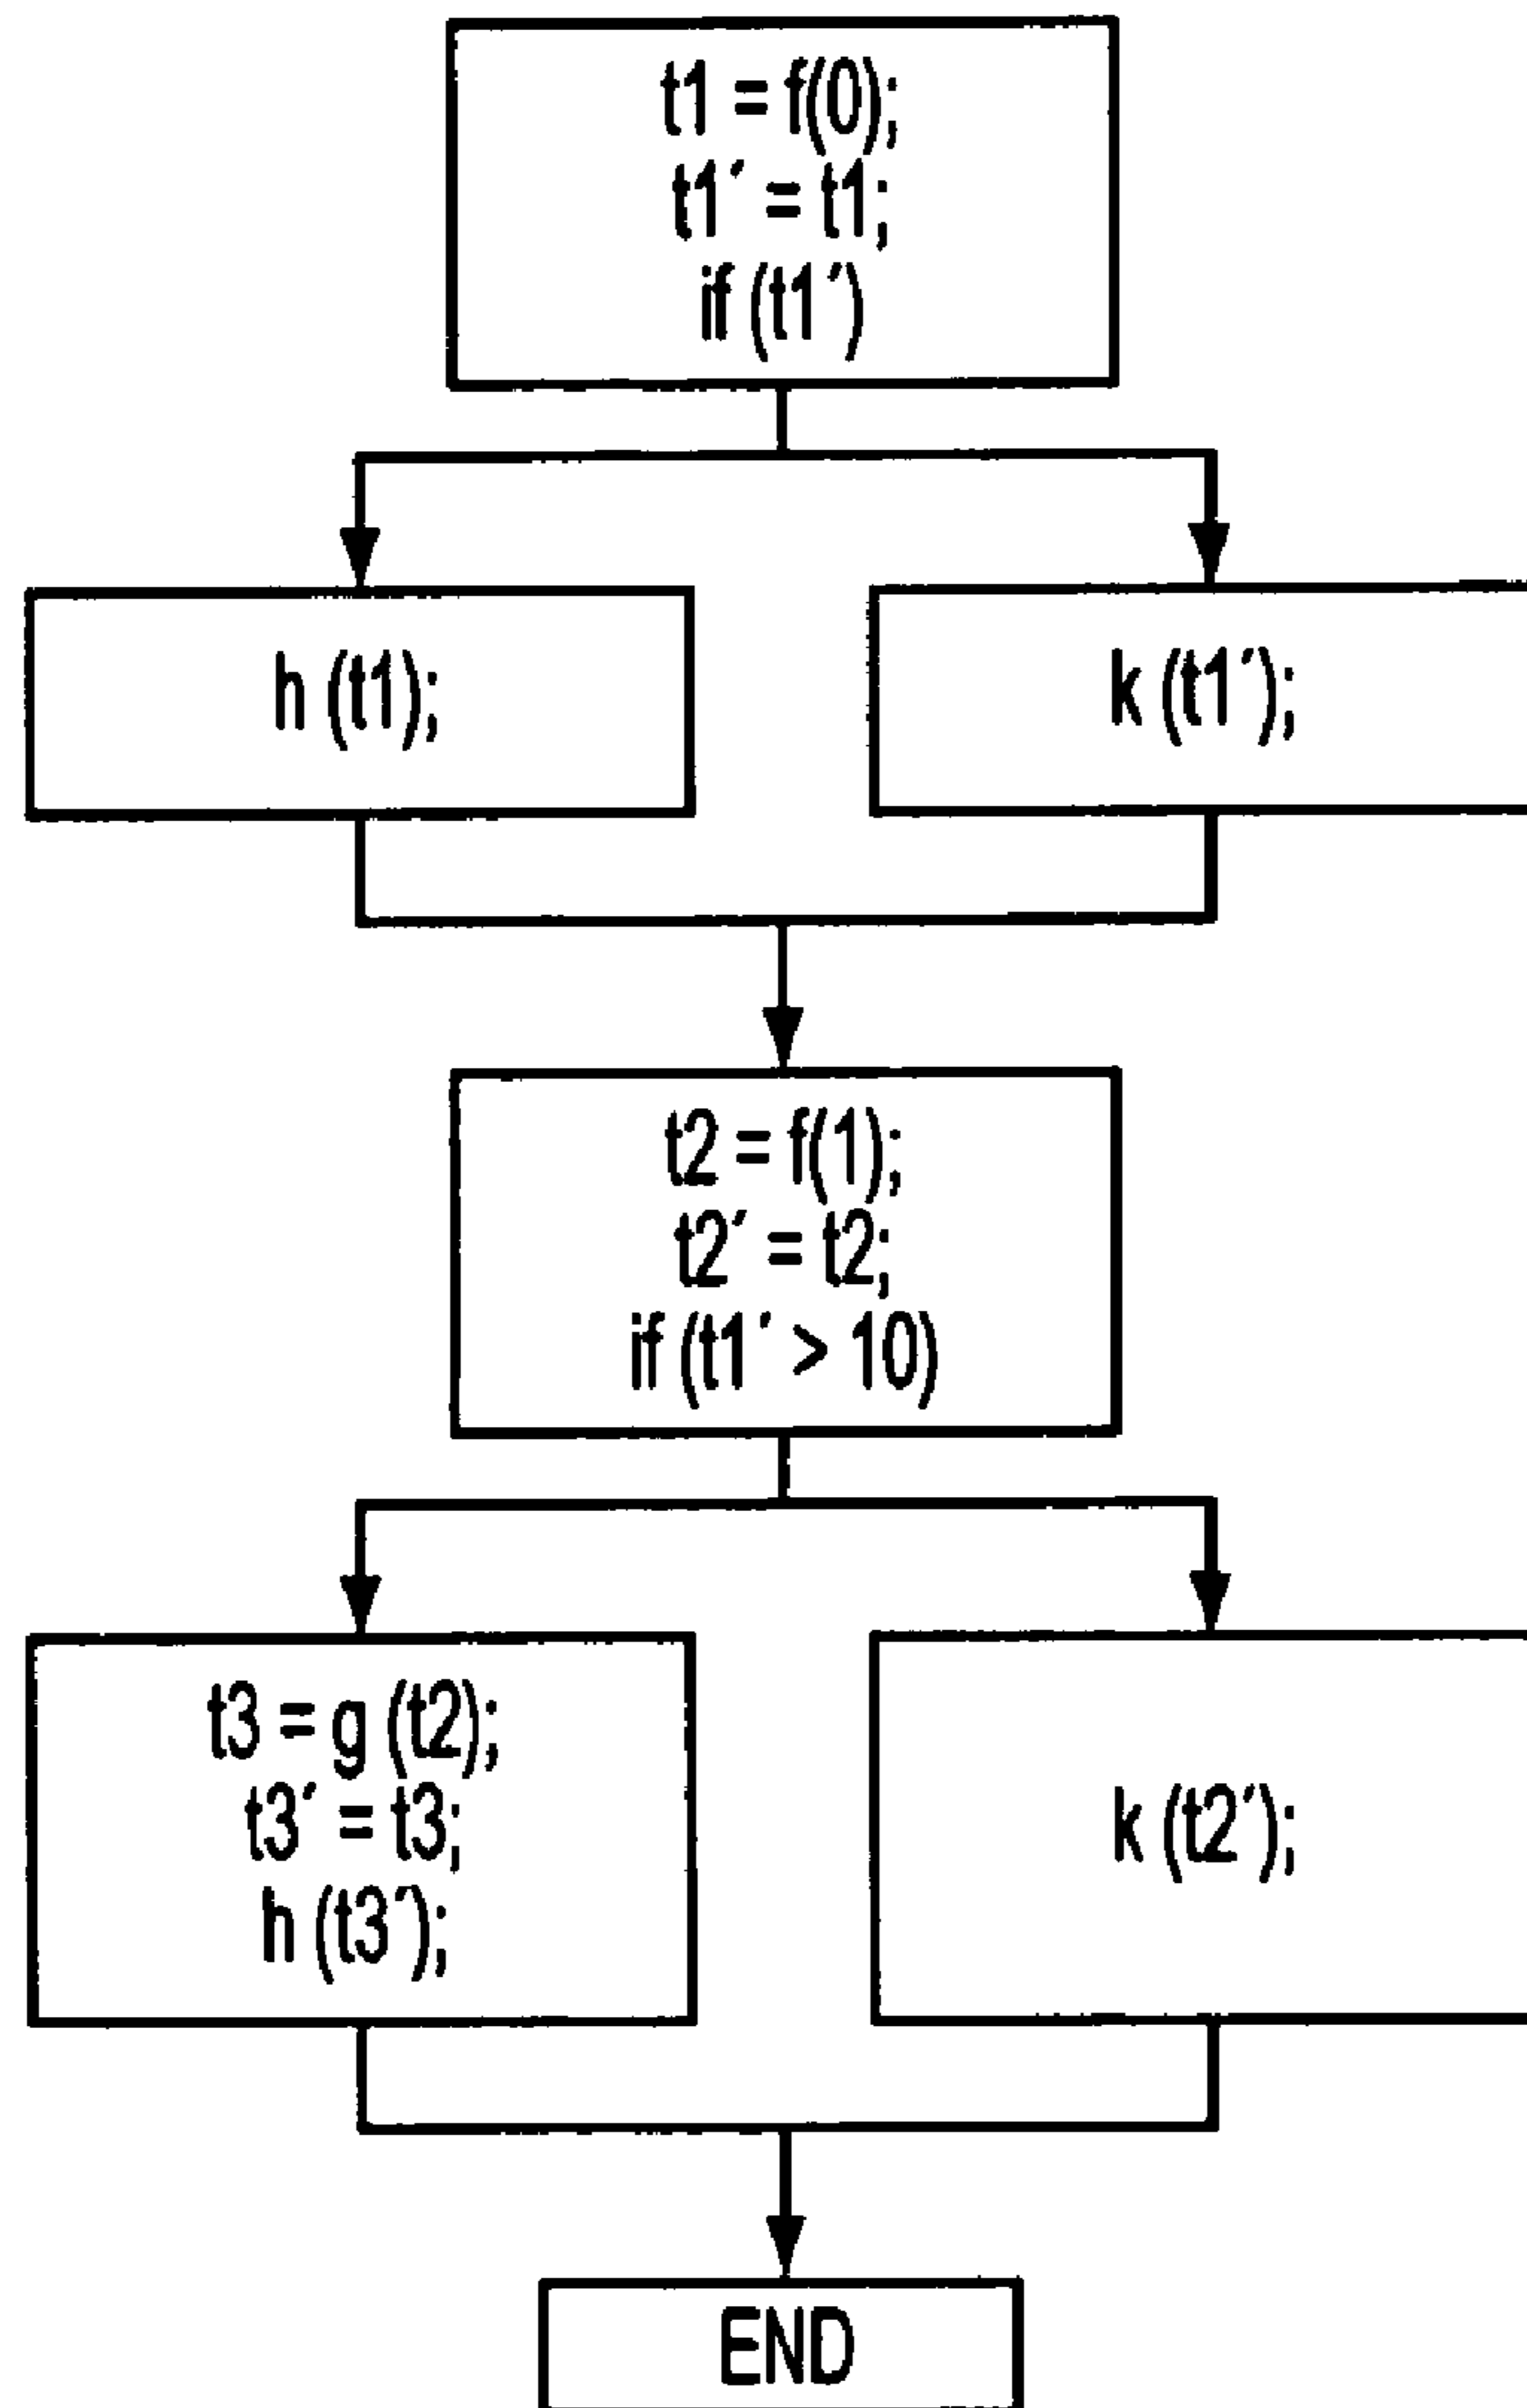 t1 = f(0);
t1´ = t1;
if (t1´)
h (t1);
k (t1´);
t2 = f(1);
t2´ = t2;
if (t1´ > 10)
t3 = g (t2);
t3´ = t3;
h (t3´);
k (t2´);
END